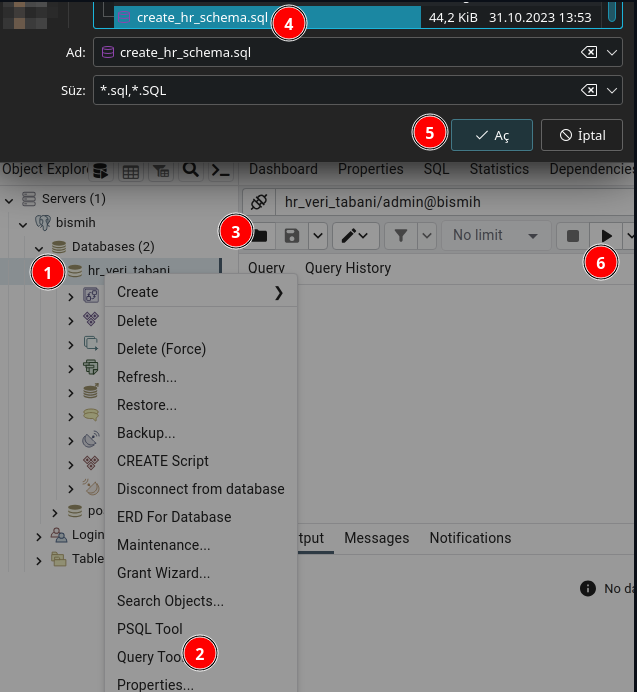 create_hr_schema.sql 44,2 KiB 31.10.2023 13:53
4
Ad: create_hr_schema.sql
Süz: *.sql,*.SQL
5
Aç İptal
Object Explor Dashboard Properties SQL Statistics Dependencies
Servers (1)
hr_veri_tabani/admin@bismih
bismih
3
No limit
Databases (2)
6
1
hr_veri_tabani
Query Query History
Create
Delete
Delete (Force)
Refresh...
Restore...
Backup...
CREATE Script
Disconnect from database
po
ERD For Database
Login
Maintenance...
tput Messages Notifications
Table
Grant Wizard...
No da
Search Objects...
PSQL Tool
Query Too
2
Properties...